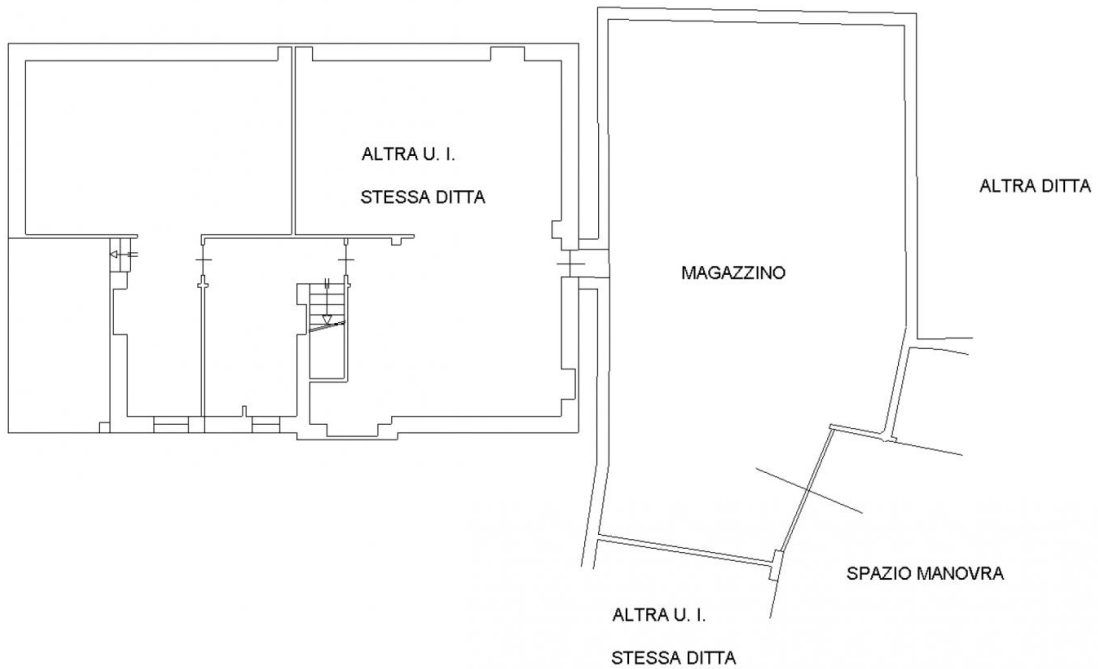 ALTRA U. I.
STESSA DITTA
ALTRA DITTA
MAGAZZINO
SPAZIO MANOVRA
ALTRA U. I.
STESSA DITTA